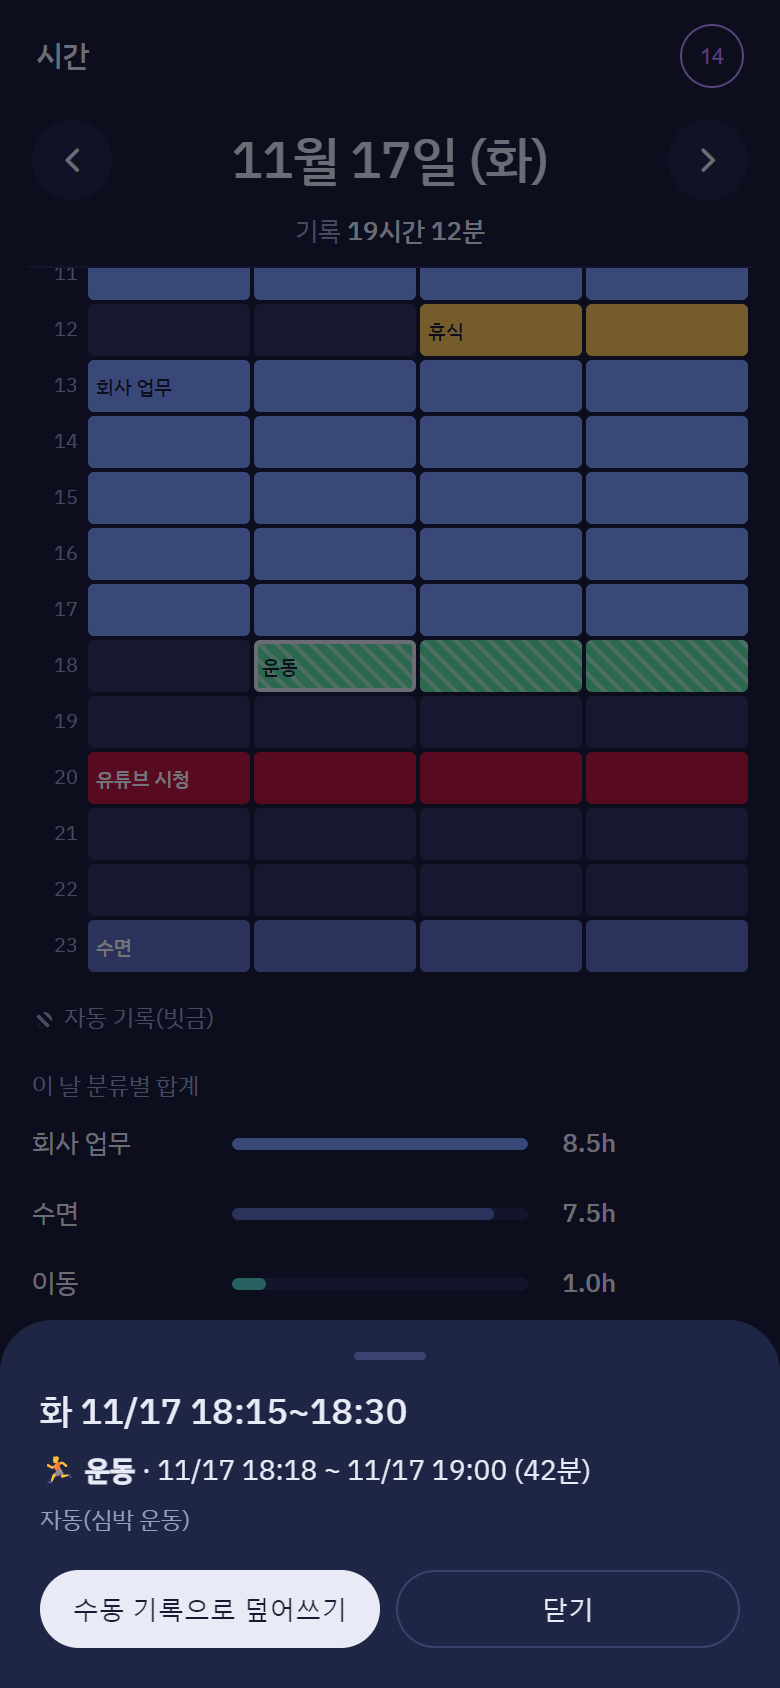 시간
14
11월 17일 (화)
기록 19시간 12분
11
12 휴식
13 회사 업무
14
15
16
17
18 운동
19
20 유튜브 시청
21
22
23 수면
자동 기록(빗금)
이 날 분류별 합계
회사 업무 8.5h
수면 7.5h
이동 1.0h
화 11/17 18:15~18:30
🏃 운동 · 11/17 18:18 ~ 11/17 19:00 (42분)
자동(심박 운동)
수동 기록으로 덮어쓰기 닫기